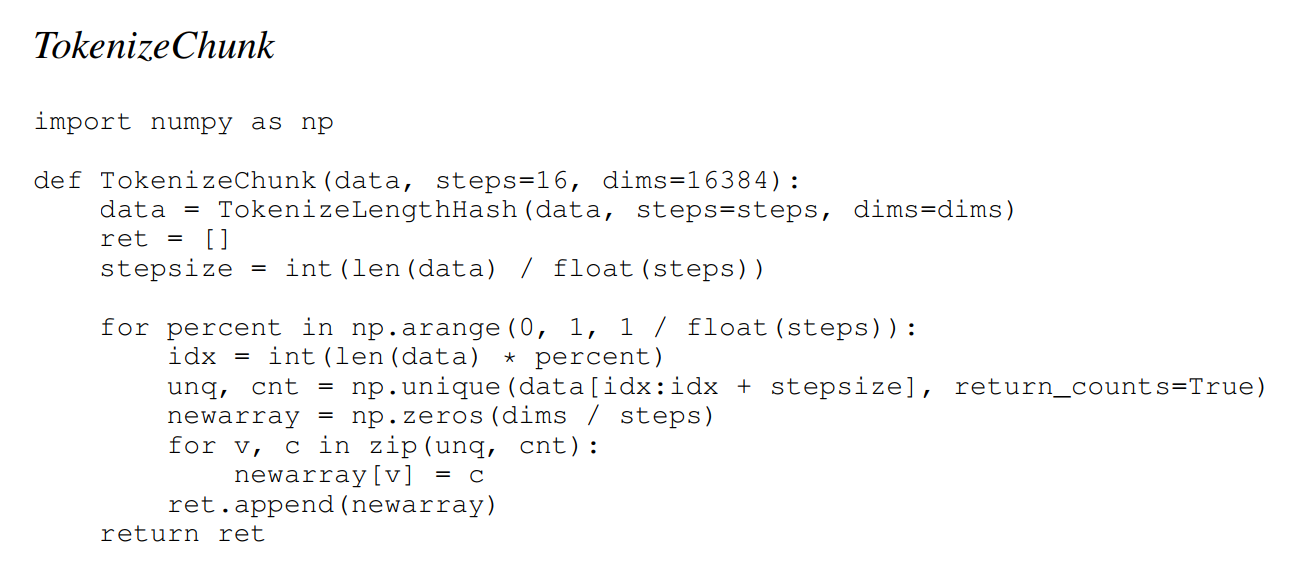 TokenizeChunk
import numpy as np
def TokenizeChunk(data, steps=16, dims=16384):
    data = TokenizeLengthHash(data, steps=steps, dims=dims)
    ret = []
    stepsize = int(len(data) / float(steps))
    for percent in np.arange(0, 1, 1 / float(steps)):
        idx = int(len(data) * percent)
        unq, cnt = np.unique(data[idx:idx + stepsize], return_counts=True)
        newarray = np.zeros(dims / steps)
        for v, c in zip(unq, cnt):
            newarray[v] = c
        ret.append(newarray)
    return ret